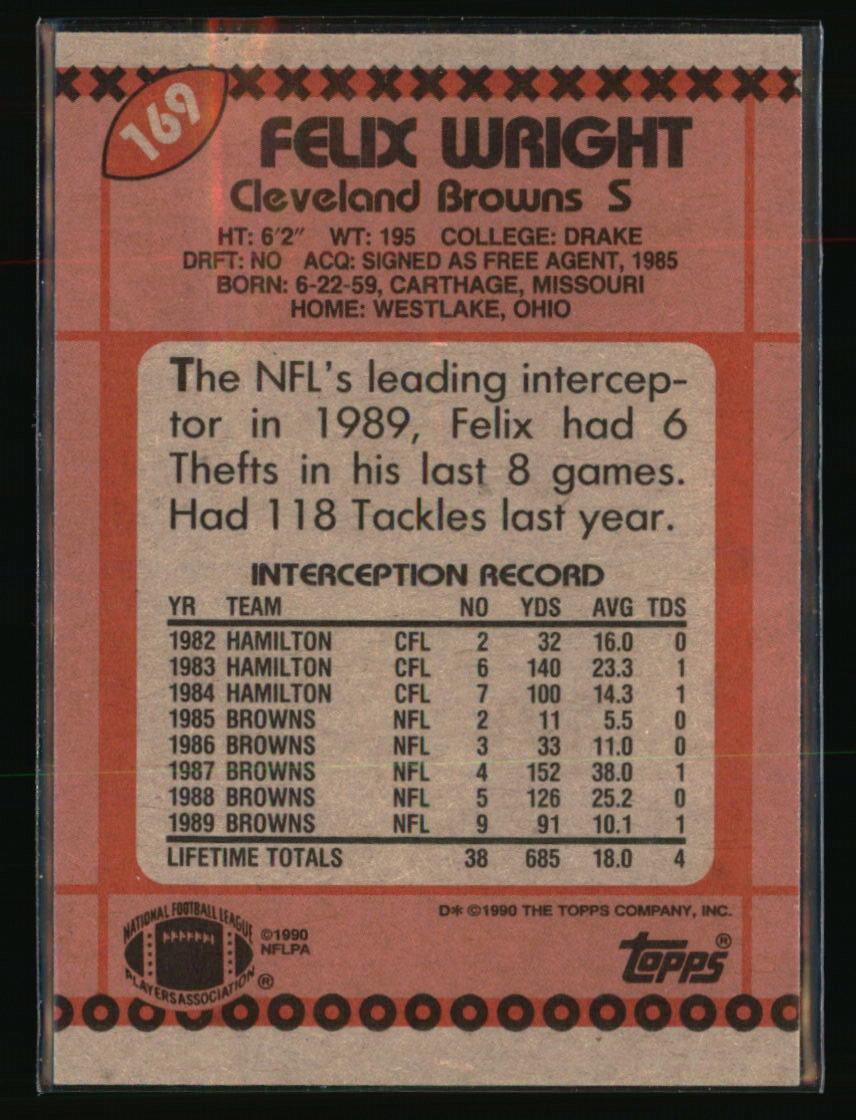 169
FELIX WRIGHT
Cleveland Browns S
HT: 6'2" WT: 195 COLLEGE: DRAKE
DRFT: NO ACQ: SIGNED AS FREE AGENT, 1985
BORN: 6-22-59, CARTHAGE, MISSOURI
HOME: WESTLAKE, OHIO
The NFL's leading intercep-
tor in 1989, Felix had 6
Thefts in his last 8 games.
Had 118 Tackles last year.
INTERCEPTION RECORD
YR TEAM NO YDS AVG TDS
1982 HAMILTON CFL 2 32 16.0 0
1983 HAMILTON CFL 6 140 23.3 1
1984 HAMILTON CFL 7 100 14.3 1
1985 BROWNS NFL 2 11 5.5 0
1986 BROWNS NFL 3 33 11.0 0
1987 BROWNS NFL 4 152 38.0 1
1988 BROWNS NFL 5 126 25.2 0
1989 BROWNS NFL 9 91 10.1 1
LIFETIME TOTALS 38 685 18.0 4
D* ©1990 THE TOPPS COMPANY, INC.
NATIONAL FOOTBALL LEAGUE
PLAYERS ASSOCIATION ®
©1990
NFLPA
topps®